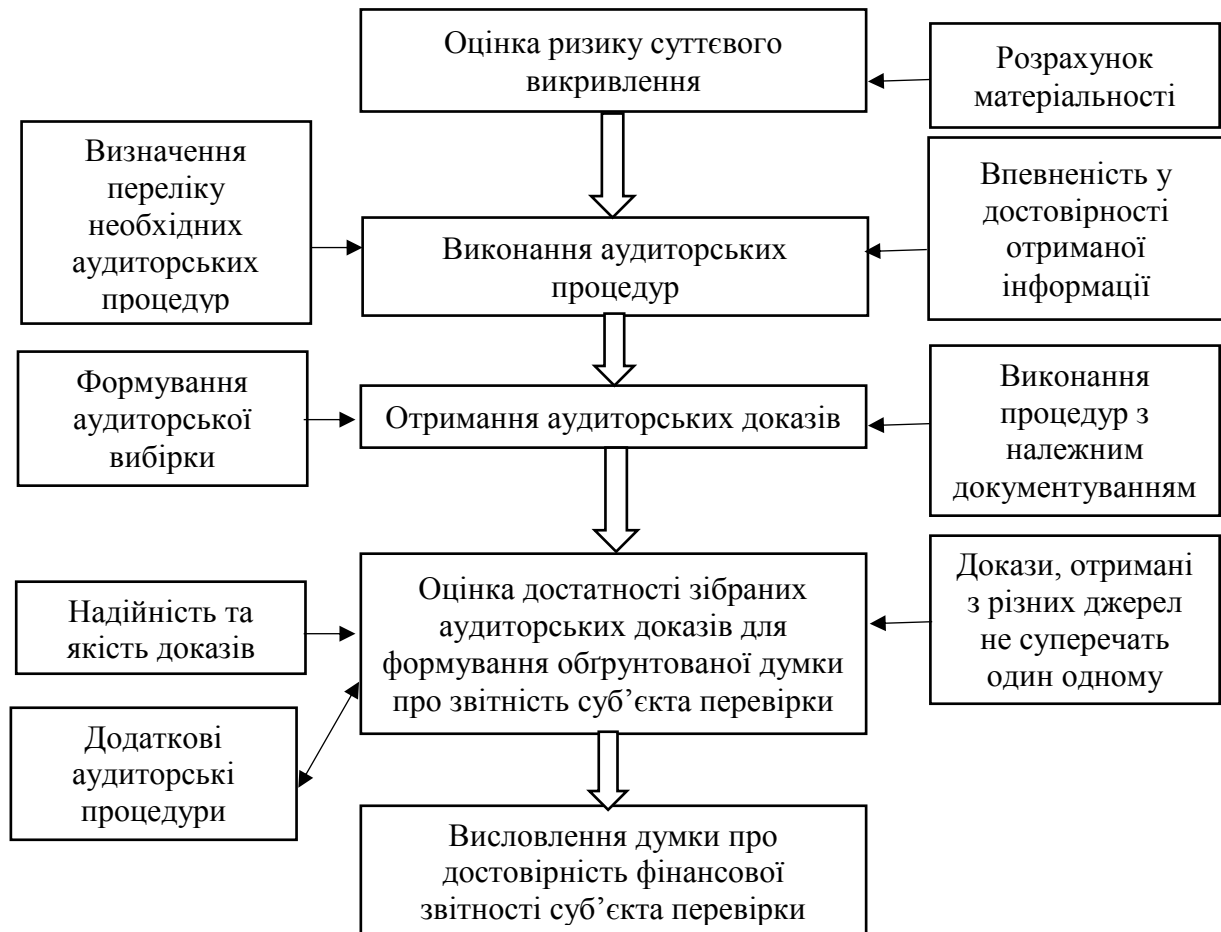 Оцінка ризику суттєвого
викривлення
Розрахунок
матеріальності
Визначення
переліку
необхідних
аудиторських
процедур
Виконання аудиторських
процедур
Впевненість у
достовірності
отриманої
інформації
Формування
аудиторської
вибірки
Отримання аудиторських доказів
Виконання
процедур з
належним
документуванням
Надійність та
якість доказів
Оцінка достатності зібраних
аудиторських доказів для
формування обґрунтованої думки
про звітність суб’єкта перевірки
Докази, отримані
з різних джерел
не суперечать
один одному
Додаткові
аудиторські
процедури
Висловлення думки про
достовірність фінансової
звітності суб’єкта перевірки